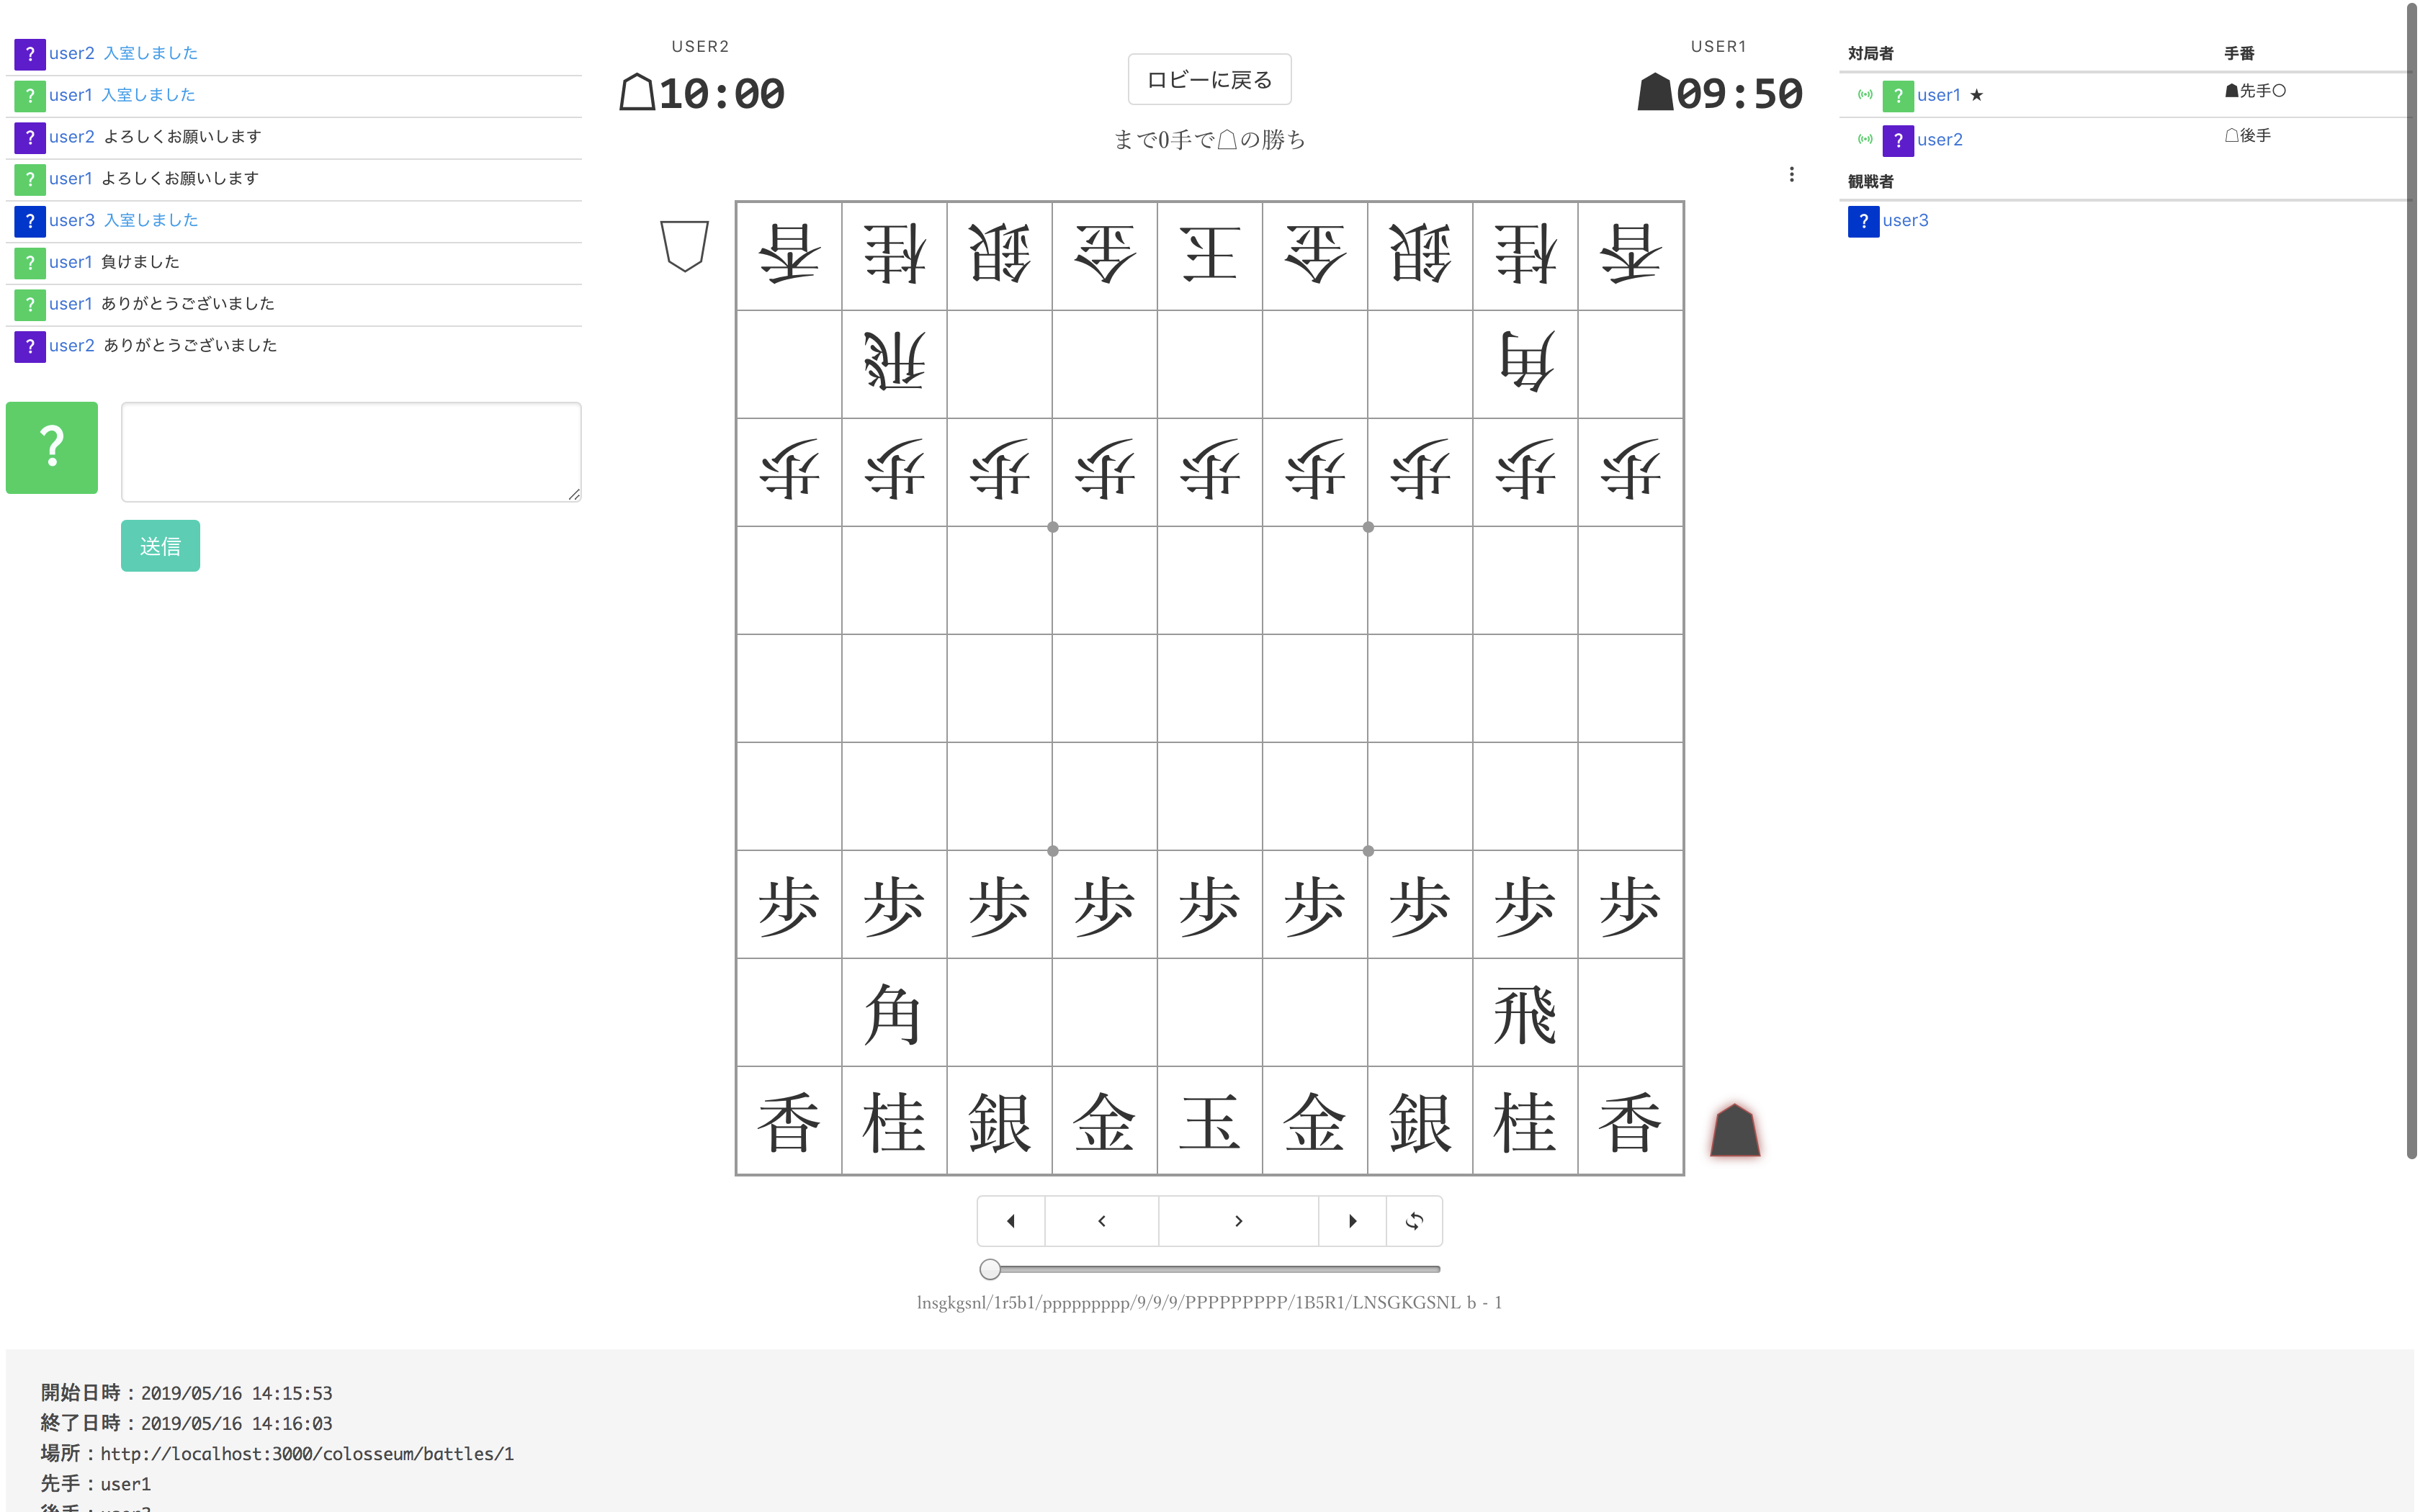 ? user2 入室しました
? user1 入室しました
? user2 よろしくお願いします
? user1 よろしくお願いします
? user3 入室しました
? user1 負けました
? user1 ありがとうございました
? user2 ありがとうございました
?
送信
USER2
☖10:00
ロビーに戻る
まで0手で☖の勝ち
USER1
☗09:50
香 桂 銀 金 王 金 銀 桂 香
飛 角
歩 歩 歩 歩 歩 歩 歩 歩 歩
歩 歩 歩 歩 歩 歩 歩 歩 歩
角 飛
香 桂 銀 金 玉 金 銀 桂 香
lnsgkgsnl/1r5b1/ppppppppp/9/9/9/PPPPPPPPP/1B5R1/LNSGKGSNL b - 1
対局者 手番
? user1 ★ ☗先手〇
? user2 ☖後手
観戦者
? user3
開始日時：2019/05/16 14:15:53
終了日時：2019/05/16 14:16:03
場所：http://localhost:3000/colosseum/battles/1
先手：user1